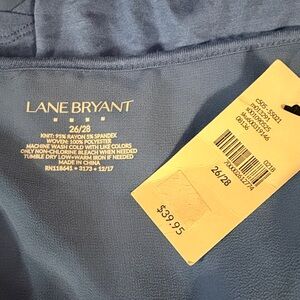 LANE BRYANT
26/28
KNIT: 95% RAYON 5% SPANDEX
WOVEN: 100% POLYESTER
MACHINE WASH COLD WITH LIKE COLORS
ONLY NON-CHLORINE BLEACH WHEN NEEDED
TUMBLE DRY LOW • WARM IRON IF NEEDED
MADE IN CHINA
RN118641 • 3173 • 12/17
26/28
0218
$39.95